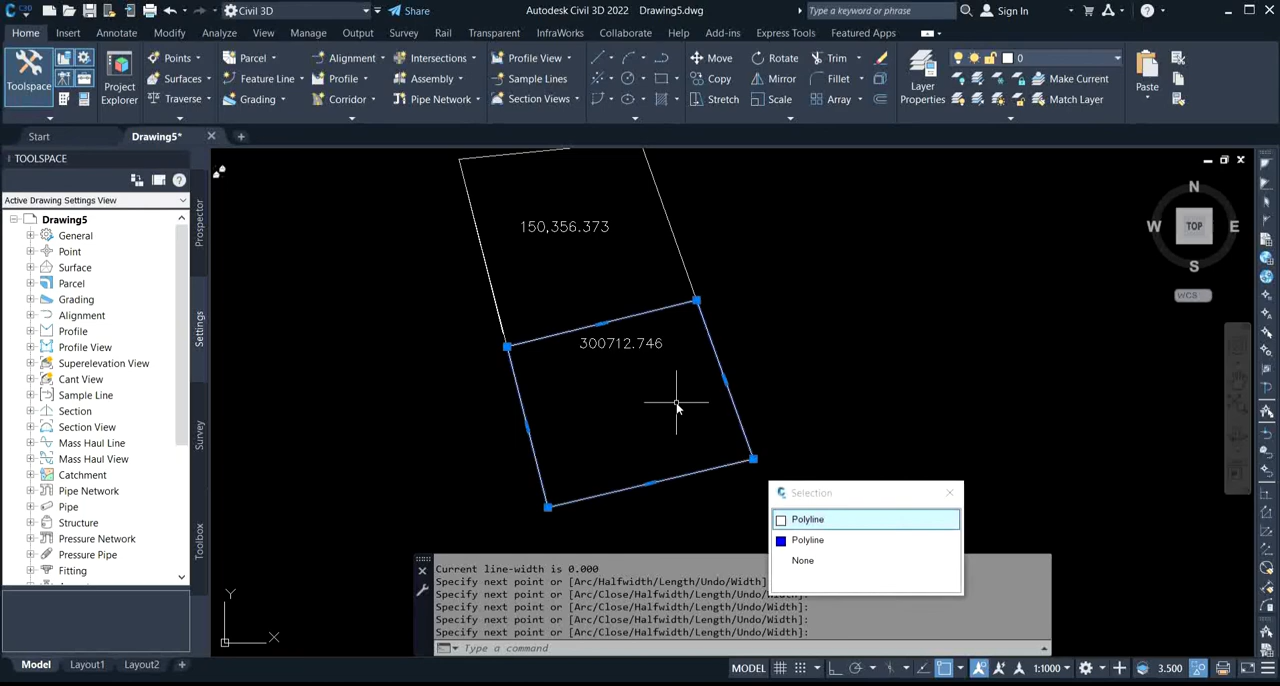 C3D
Civil 3D
Share
Autodesk Civil 3D 2022 Drawing5.dwg
Type a keyword or phrase
Sign In
Home Insert Annotate Modify Analyze View Manage Output Survey Rail Transparent InfraWorks Collaborate Help Add-ins Express Tools Featured Apps
Toolspace
Project
Explorer
Points
Surfaces
Traverse
Parcel
Feature Line
Grading
Alignment
Profile
Corridor
Intersections
Assembly
Pipe Network
Profile View
Sample Lines
Section Views
Move
Copy
Stretch
Rotate
Mirror
Scale
Trim
Fillet
Array
Layer
Properties
0
Make Current
Match Layer
Paste
Start
Drawing5*
TOOLSPACE
Active Drawing Settings View
Drawing5
General
Point
Surface
Parcel
Grading
Alignment
Profile
Profile View
Superelevation View
Cant View
Sample Line
Section
Section View
Mass Haul Line
Mass Haul View
Catchment
Pipe Network
Pipe
Structure
Pressure Network
Pressure Pipe
Fitting
Prospector
Settings
Survey
Toolbox
150,356.373
300712.746
N
W
TOP
E
S
WCS
Selection
Polyline
Polyline
None
Current line-width is 0.000
Specify next point or [Arc/Halfwidth/Length/Undo/Width]
Specify next point or [Arc/Close/Halfwidth/Length/Undo/Width]:
Specify next point or [Arc/Close/Halfwidth/Length/Undo/Width]:
Specify next point or [Arc/Close/Halfwidth/Length/Undo/Width]:
Specify next point or [Arc/Close/Halfwidth/Length/Undo/Width]:
Type a command
Y
X
Model Layout1 Layout2
MODEL
1:1000
3.500